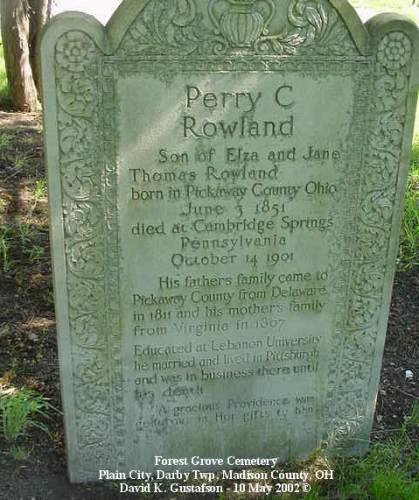 Perry C
Rowland
Son of Elza and Jane
Thomas Rowland
born in Pickaway County Ohio
June 3 1851
died at Cambridge Springs
Pennsylvania
October 14 1901
His fathers family came to
Pickaway County from Delaware
in 1811 and his mothers family
from Virginia in 1807
Educated at Lebanon University
he married and lived in Pittsburgh
and was in business there until
his death
A gracious Providence was
in Her gifts to him
Forest Grove Cemetery
Plain City, Darby Twp, Madison County, OH
David K. Gustafson - 10 May 2002 ©